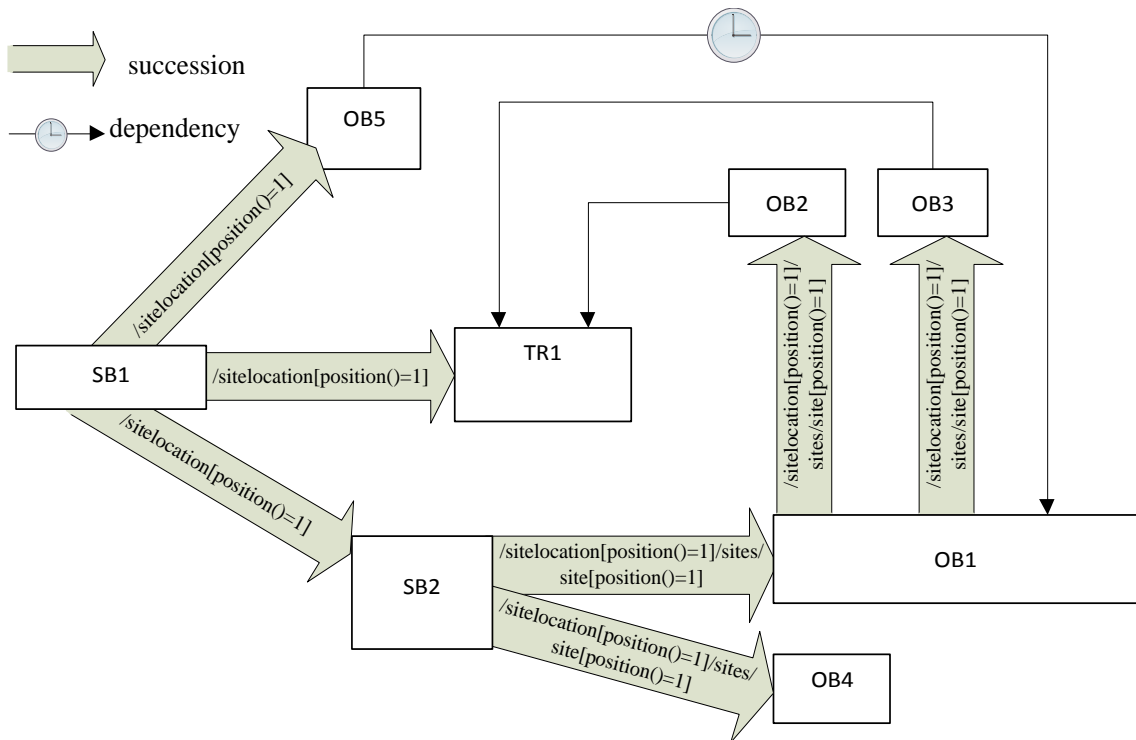 succession
dependency
OB5
/sitelocation[position()=1]
OB2
OB3
/sitelocation[position()=1]/
sites/site[position()=1]
/sitelocation[position()=1]/
sites/site[position()=1]
TR1
SB1
/sitelocation[position()=1]
/sitelocation[position()=1]
SB2
/sitelocation[position()=1]/sites/
site[position()=1]
OB1
/sitelocation[position()=1]/sites/
site[position()=1]
OB4